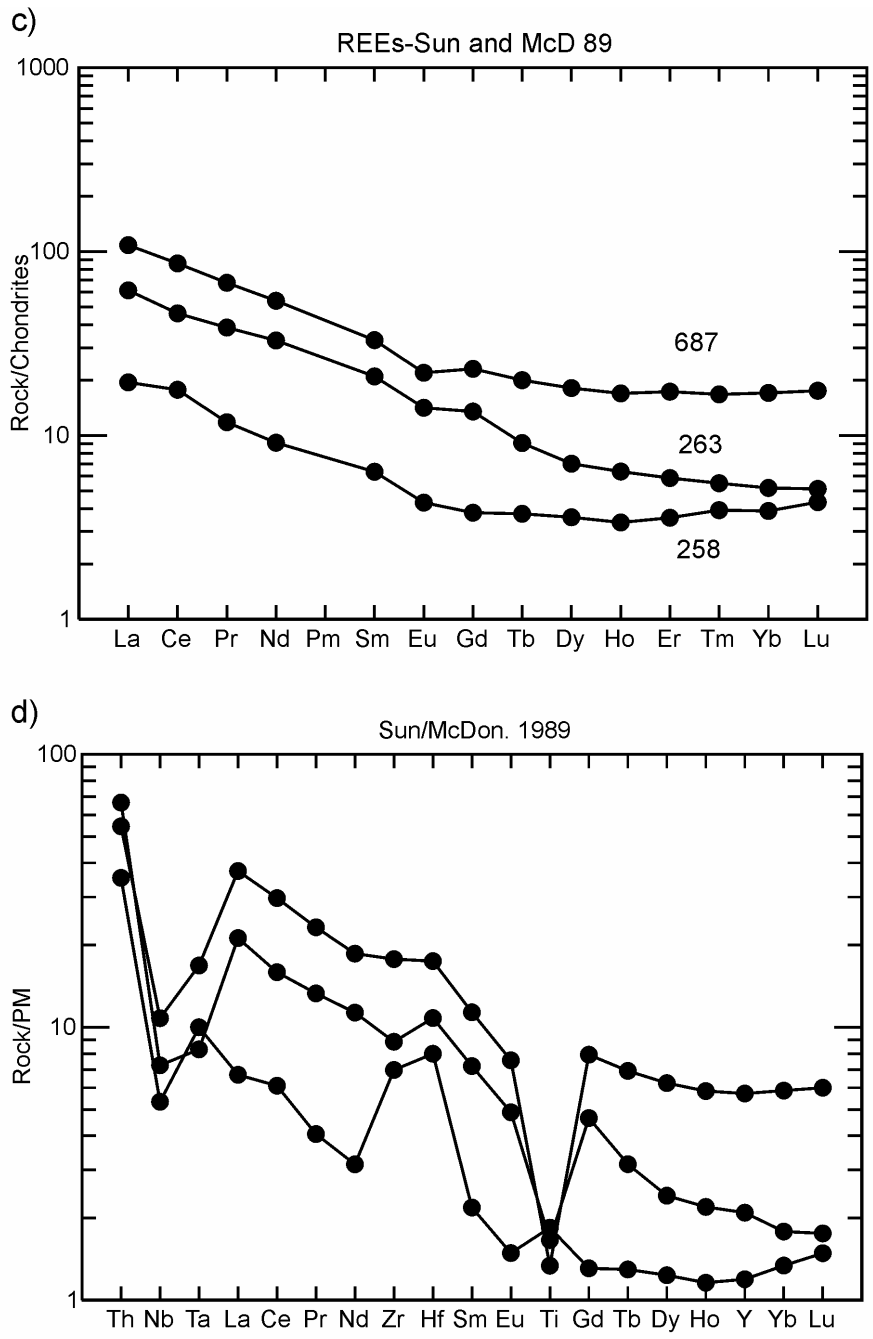 c)
REEs-Sun and McD 89
1000
100
10
1
Rock/Chondrites
687
263
258
La Ce Pr Nd Pm Sm Eu Gd Tb Dy Ho Er Tm Yb Lu
d)
Sun/McDon. 1989
100
10
1
Rock/PM
Th Nb Ta La Ce Pr Nd Zr Hf Sm Eu Ti Gd Tb Dy Ho Y Yb Lu